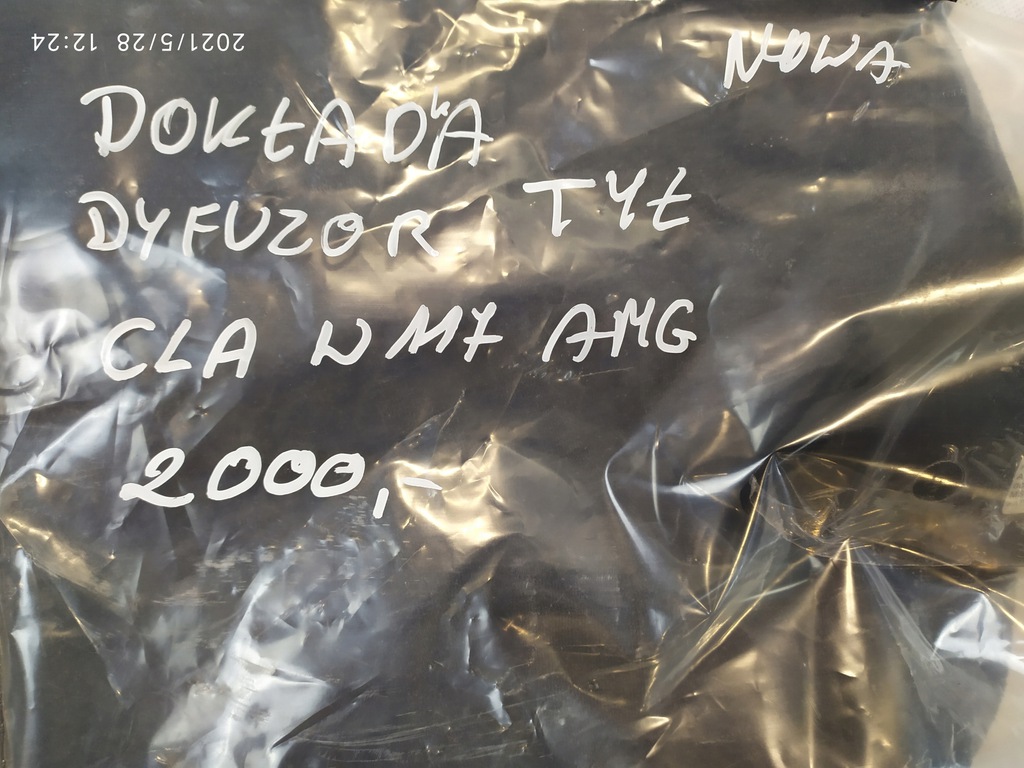 2021/5/28 12:24
NOWA
DOKŁADKA
DYFUZOR TYŁ
CLA W117 AMG
2000,-